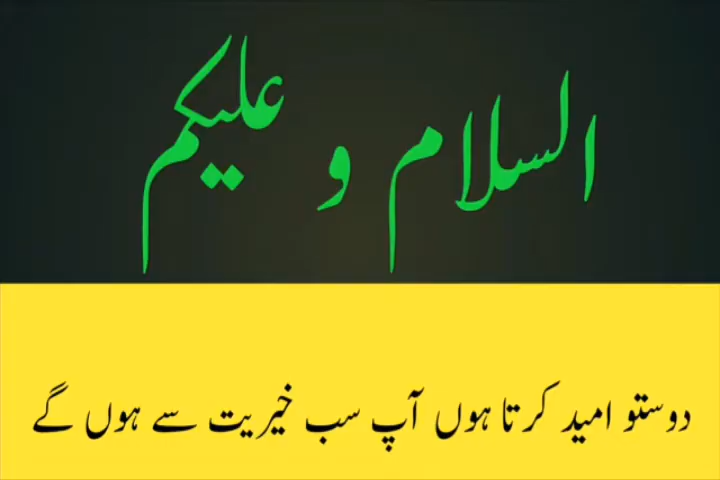 السلام و علیکم
دوستو امید کرتا ہوں آپ سب خیریت سے ہوں گے